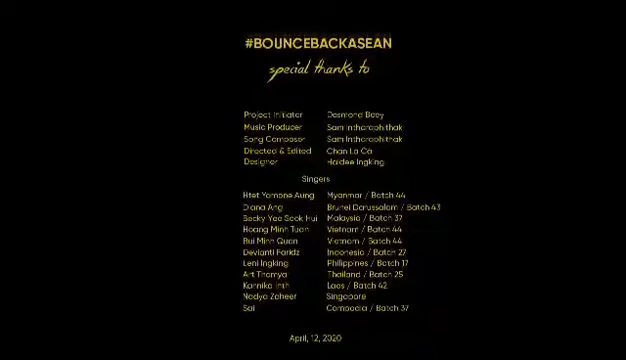 #BOUNCEBACKASEAN
special thanks to
Project Initiator Desmond Beey
Music Producer Sam Intharaphithak
Song Composer Sam Intharaphithak
Directed & Edited Chan La Cà
Designer Haidee Ingking
Singers
Htet Yamone Aung Myanmar / Batch 44
Diana Ang Brunei Darussalam / Batch 43
Becky Yee Seok Hui Malaysia / Batch 37
Hoang Minh Tuan Vietnam / Batch 44
Bui Minh Quan Vietnam / Batch 44
Devianti Faridz Indonesia / Batch 27
Leni Ingking Philippines / Batch 17
Art Thomya Thailand / Batch 25
Kannika Inth Laos / Batch 42
Nadya Zaheer Singapore
Sai Cambodia / Batch 37
April, 12, 2020